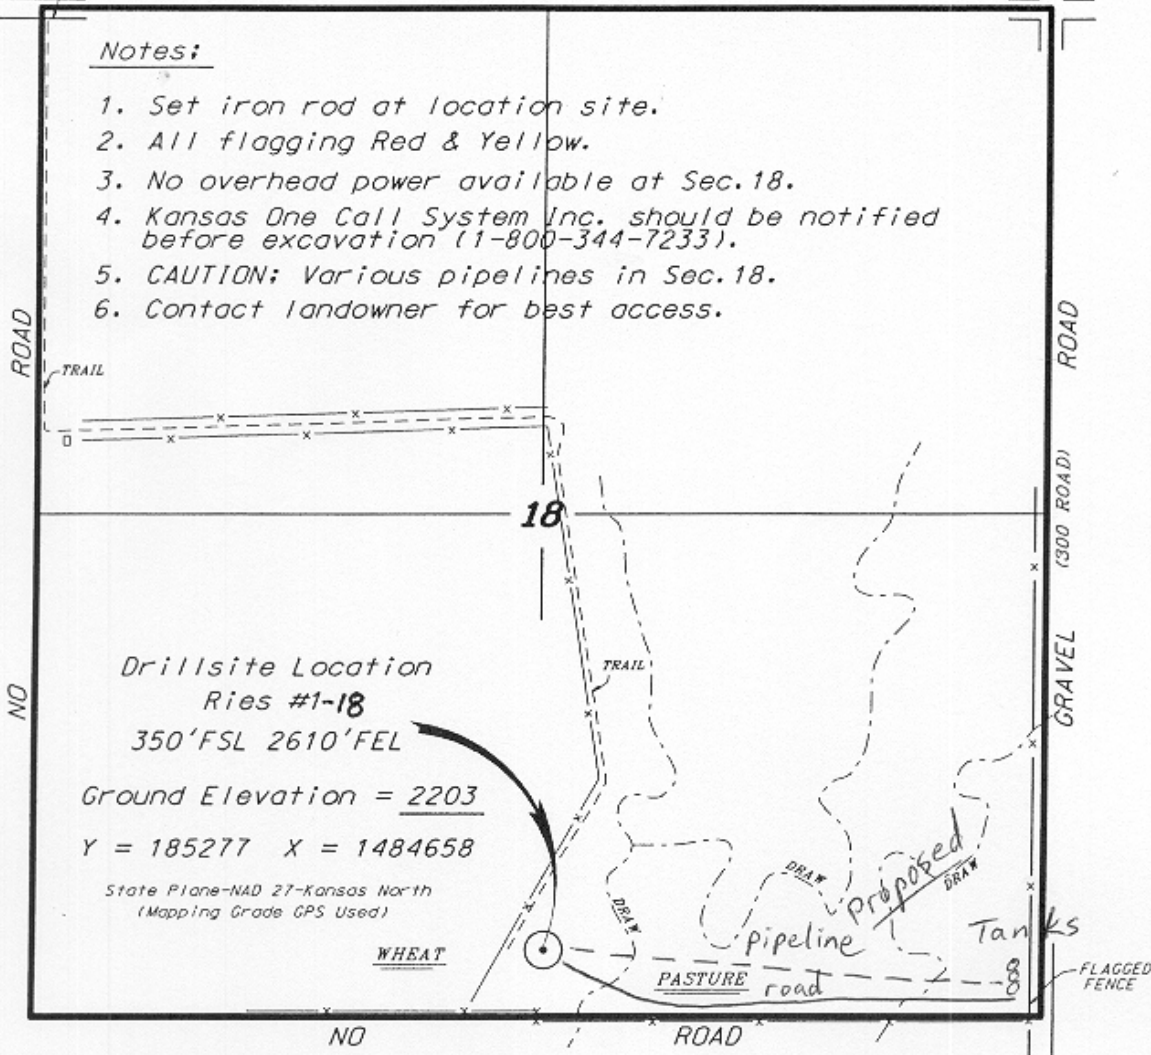 Notes:
1. Set iron rod at location site.
2. All flagging Red & Yellow.
3. No overhead power available at Sec.18.
4. Kansas One Call System Inc. should be notified
before excavation (1-800-344-7233).
5. CAUTION: Various pipelines in Sec.18.
6. Contact landowner for best access.
ROAD
TRAIL
ROAD
(300 ROAD)
18
Drillsite Location
Ries #1-18
350'FSL 2610'FEL
Ground Elevation = 2203
Y = 185277 X = 1484658
State Plane-NAD 27-Kansas North
(Mapping Grade GPS Used)
TRAIL
NO
GRAVEL
WHEAT
DRAW
DRAW
Proposed
DRAW
pipeline
Tanks
PASTURE
road
8
8
FLAGGED
FENCE
NO
ROAD